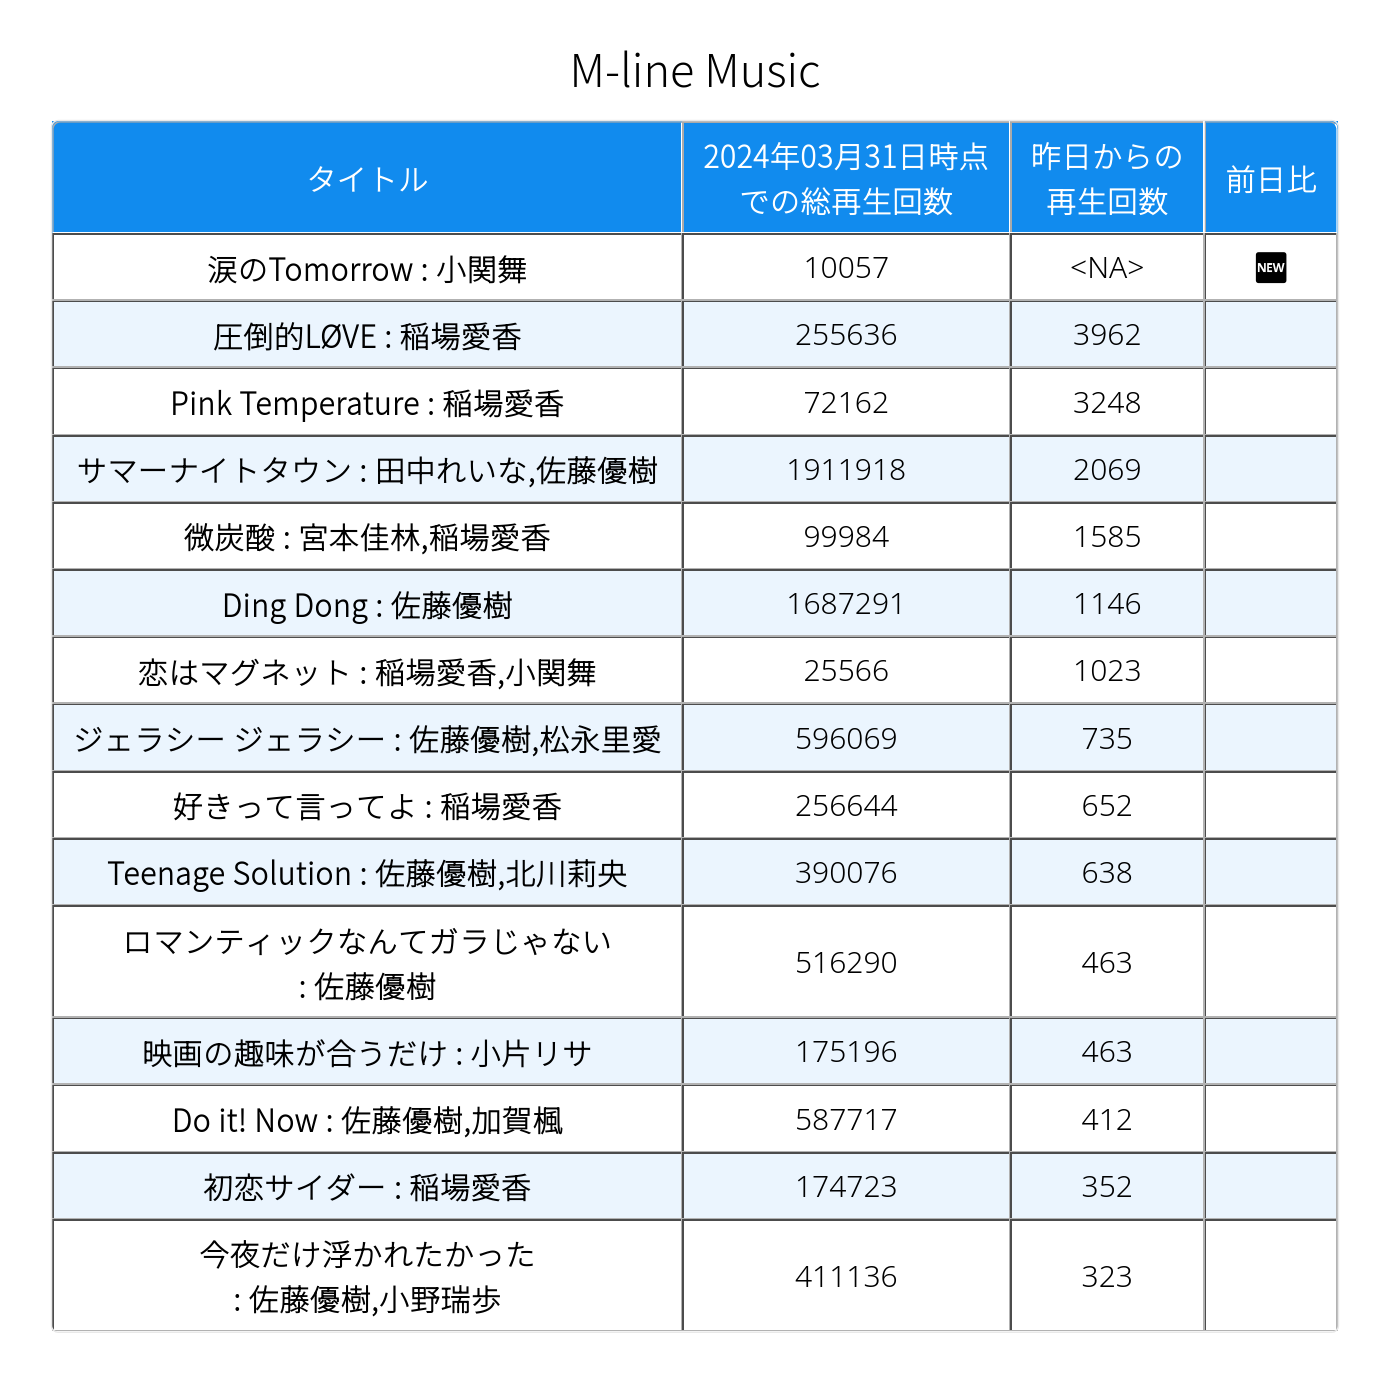 M-line Music
タイトル
2024年03月31日時点
での総再生回数
昨日からの
再生回数
前日比
涙のTomorrow : 小関舞 10057 <NA> NEW
圧倒的LØVE : 稲場愛香 255636 3962
Pink Temperature : 稲場愛香 72162 3248
サマーナイトタウン : 田中れいな,佐藤優樹 1911918 2069
微炭酸 : 宮本佳林,稲場愛香 99984 1585
Ding Dong : 佐藤優樹 1687291 1146
恋はマグネット : 稲場愛香,小関舞 25566 1023
ジェラシー ジェラシー : 佐藤優樹,松永里愛 596069 735
好きって言ってよ : 稲場愛香 256644 652
Teenage Solution : 佐藤優樹,北川莉央 390076 638
ロマンティックなんてガラじゃない
: 佐藤優樹 516290 463
映画の趣味が合うだけ : 小片リサ 175196 463
Do it! Now : 佐藤優樹,加賀楓 587717 412
初恋サイダー : 稲場愛香 174723 352
今夜だけ浮かれたかった
: 佐藤優樹,小野瑞歩 411136 323